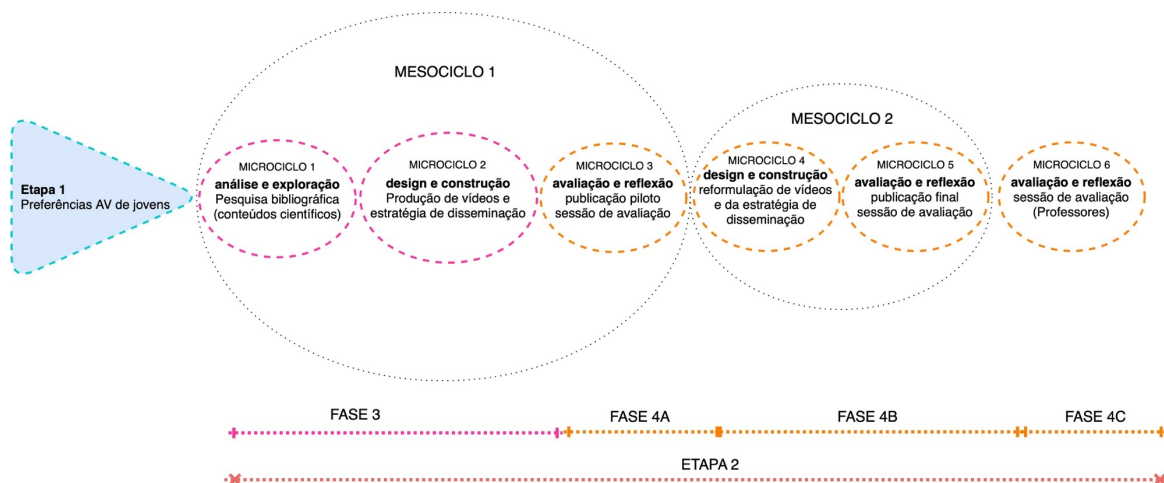 MESOCICLO 1
MESOCICLO 2
Etapa 1
Preferências AV de jovens
MICROCICLO 1
análise e exploração
Pesquisa bibliográfica
(conteúdos científicos)
MICROCICLO 2
design e construção
Produção de vídeos e
estratégia de disseminação
MICROCICLO 3
avaliação e reflexão
publicação piloto
sessão de avaliação
MICROCICLO 4
design e construção
reformulação de vídeos
e da estratégia de
disseminação
MICROCICLO 5
avaliação e reflexão
publicação final
sessão de avaliação
MICROCICLO 6
avaliação e reflexão
sessão de avaliação
(Professores)
FASE 3
FASE 4A
FASE 4B
FASE 4C
ETAPA 2